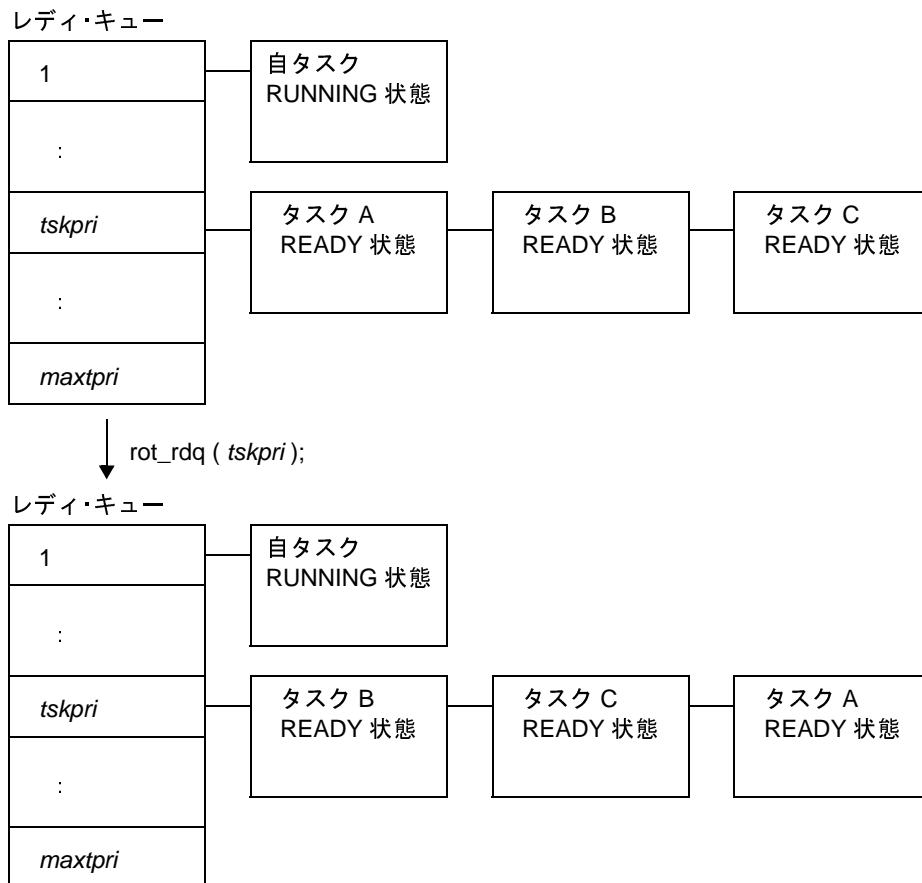 レディ・キュー
1
自タスク
RUNNING 状態
:
tskpri
タスク A
READY 状態
タスク B
READY 状態
タスク C
READY 状態
:
maxtpri
rot_rdq ( tskpri );
レディ・キュー
1
自タスク
RUNNING 状態
:
tskpri
タスク B
READY 状態
タスク C
READY 状態
タスク A
READY 状態
:
maxtpri